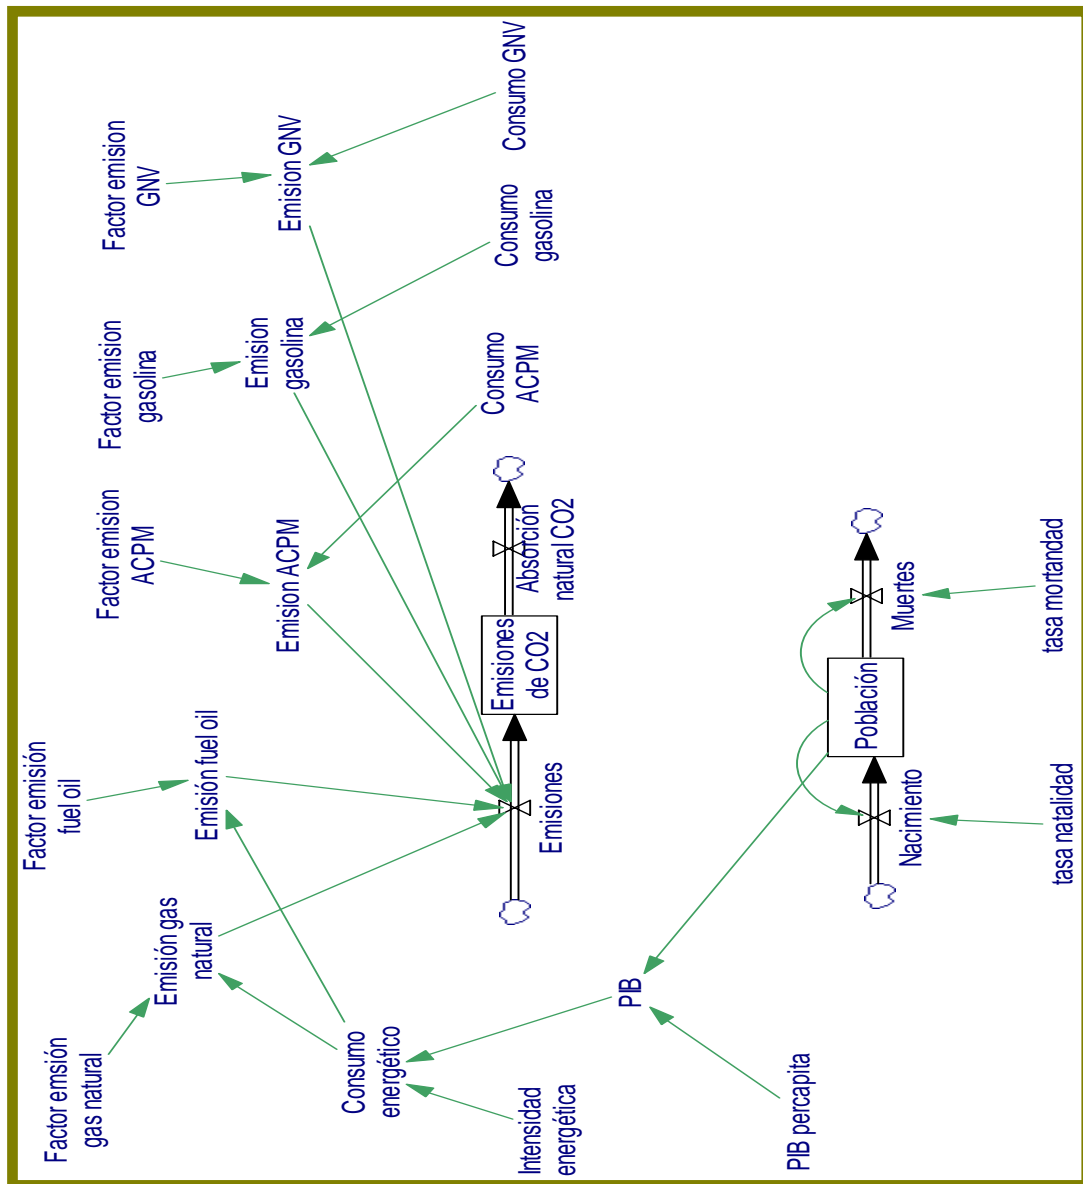 Factor emsión
gas natural
Factor emisión
fuel oil
Factor emision
ACPM
Factor emision
gasolina
Factor emision
GNV
Emisión gas
natural
Emisión fuel oil
Emision ACPM
Emision
gasolina
Emision GNV
Consumo
energético
Intensidad
energética
Emisiones
Emisiones
de CO2
Absorción
natural CO2
Consumo
ACPM
Consumo
gasolina
Consumo GNV
PIB
PIB percapita
Nacimiento
Población
Muertes
tasa natalidad
tasa mortandad